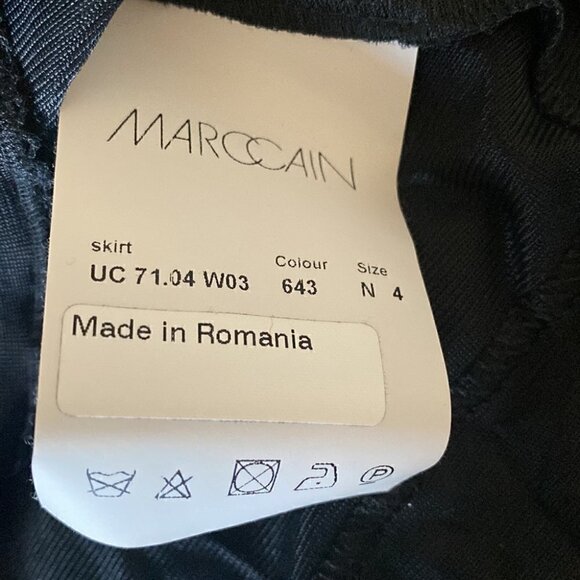 MARCCAIN
skirt Colour Size
UC 71.04 W03 643 N 4
Made in Romania
P